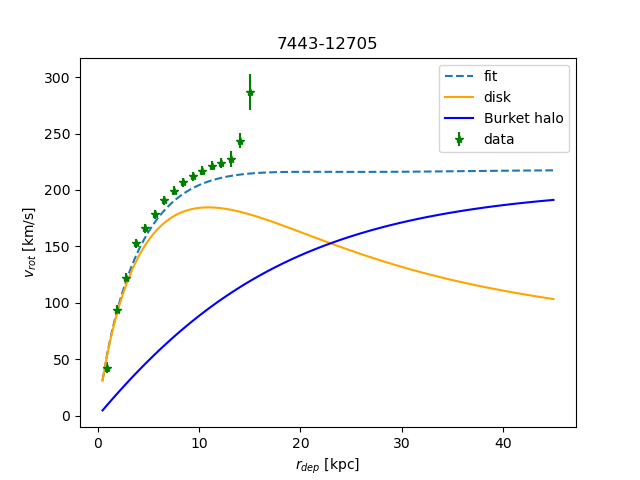 7443-12705
300
250
200
150
100
50
0
v_rot [km/s]
fit
disk
Burket halo
data
0 10 20 30 40
r_dep [kpc]